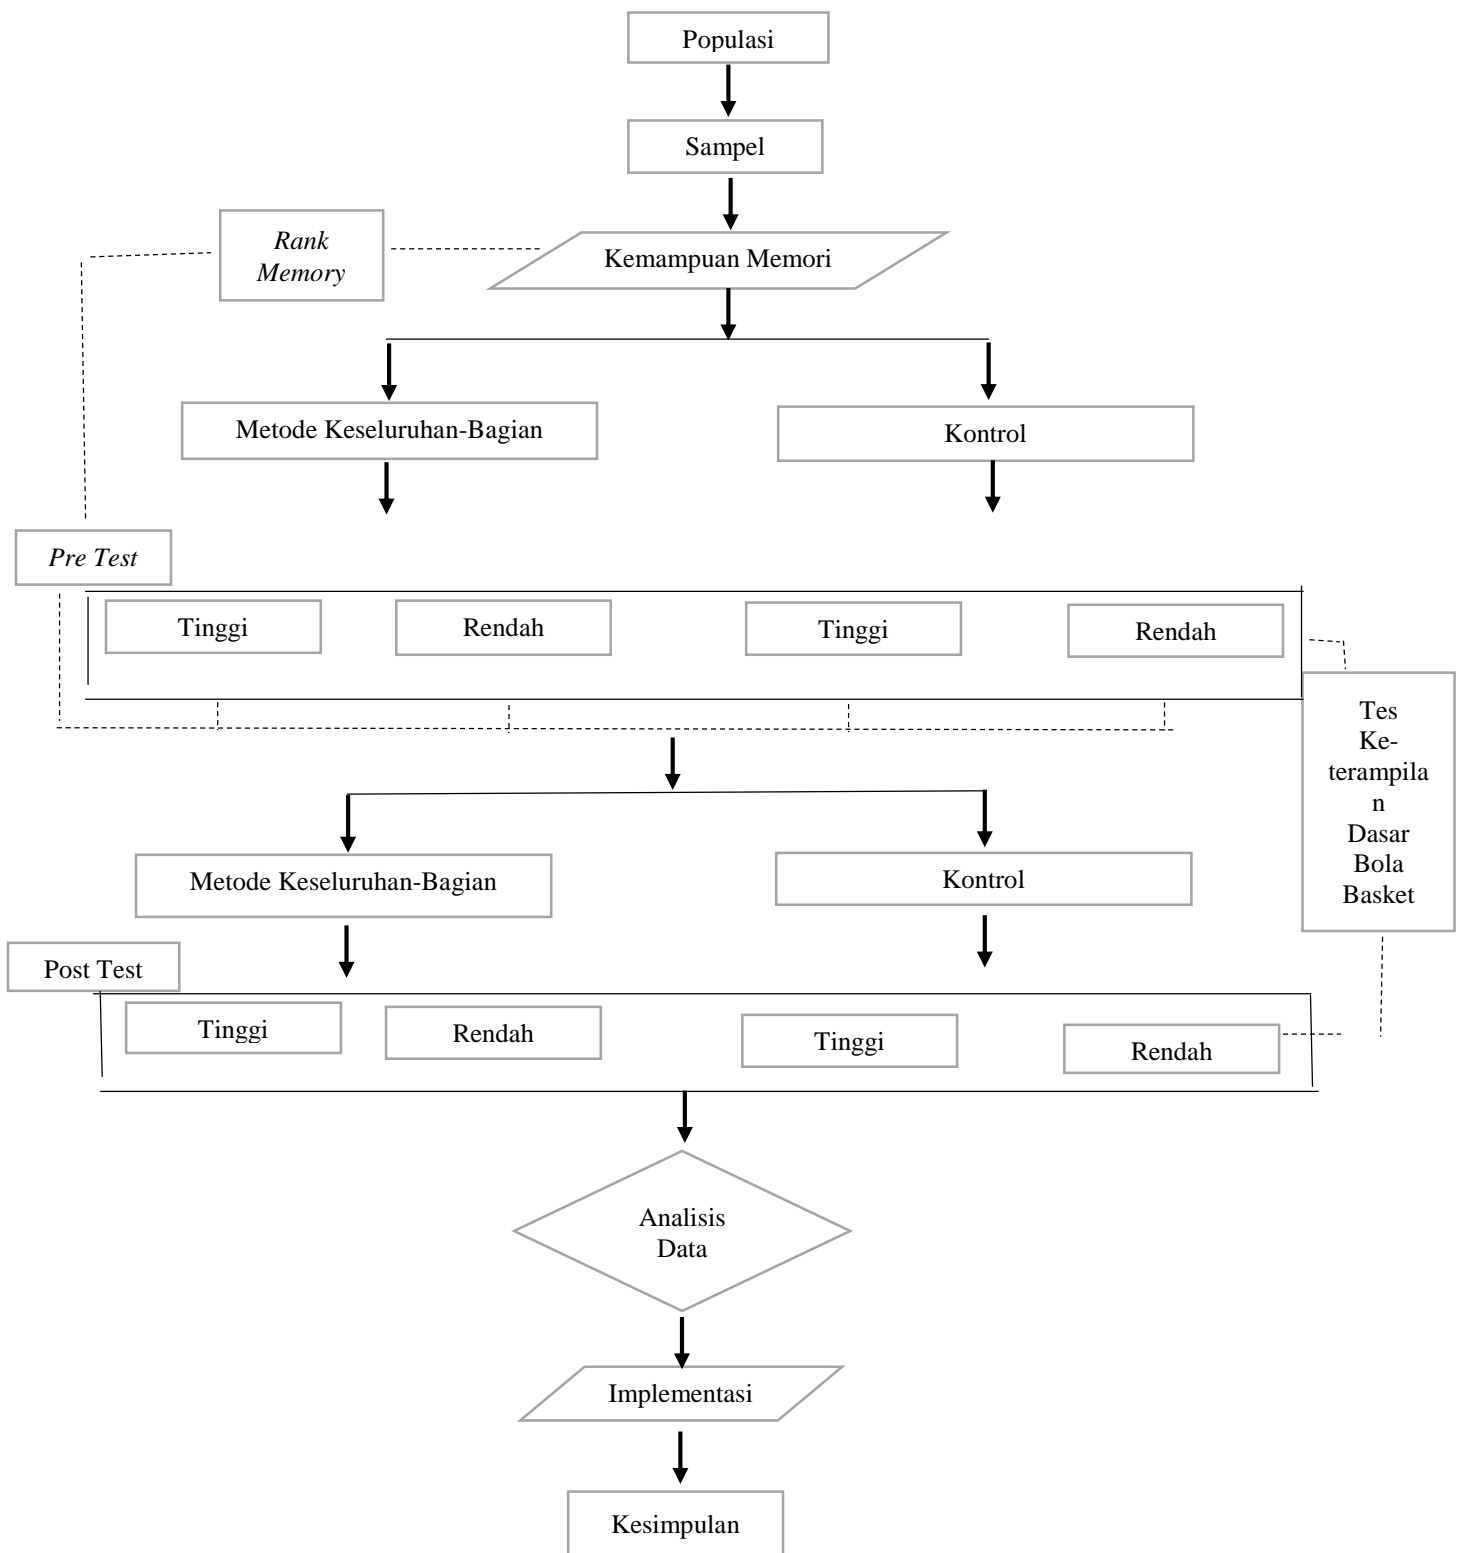 Populasi
Sampel
Rank
Memory
Kemampuan Memori
Metode Keseluruhan-Bagian
Kontrol
Pre Test
Tinggi
Rendah
Tinggi
Rendah
Tes
Ke-
terampila
n
Dasar
Bola
Basket
Metode Keseluruhan-Bagian
Kontrol
Post Test
Tinggi
Rendah
Tinggi
Rendah
Analisis
Data
Implementasi
Kesimpulan